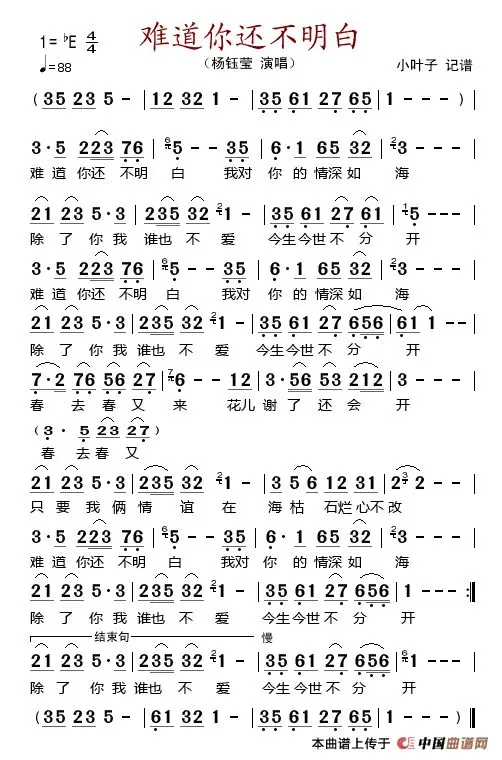 难道你还不明白
1=♭E 4/4
♩=88
（杨钰莹 演唱）
小叶子 记谱
（ 35 23 5 - | 12 32 1 - | 35 61 27 65 | 1 - - - ）
3·5 223 76 | 6 5 - - 35 | 6·1 65 32 | 2 3 - - - |
难 道 你还 不明 白 我对 你 的 情深 如 海
21 23 5·3 | 235 32 2 1 - | 35 61 27 61 | 1 5 - - - |
除 了 你 我 谁也 不 爱 今生 今世 不 分 开
3·5 223 76 | 6 5 - - 35 | 6·1 65 32 | 2 3 - - - |
难 道 你还 不明 白 我对 你 的 情深 如 海
21 23 5·3 | 235 32 2 1 - | 35 61 27 656 | 61 1 - - |
除 了 你 我 谁也 不 爱 今生 今世 不 分 开
7·2 76 56 27 | 7 6 - - 12 | 3·56 53 212 | 3 - - - |
春 去 春 又 来 花儿 谢 了 还 会 开
（3· 5 23 27 ）
春 去 春 又
21 23 5·3 | 235 32 2 1 - | 3 5 6 12 31 | 2 3 2 - - |
只 要 我 俩 情 谊 在 海 枯 石烂 心不 改
3·5 223 76 | 6 5 - - 35 | 6·1 65 32 | 2 3 - - - |
难 道 你还 不明 白 我对 你 的 情深 如 海
21 23 5·3 | 235 32 2 1 - | 35 61 27 656 | 1 - - - :||
除 了 你 我 谁也 不 爱 今生 今世 不 分 开
结束句 慢
21 23 5·3 | 235 32 2 1 - | 35 61 27 656 | 6 1 - - - |
除 了 你 我 谁也 不 爱 今生 今世 不 分 开
（35 23 5 - | 61 32 1 - | 35 61 27 65 | 1 - - - ）||
本曲谱上传于 中国曲谱网